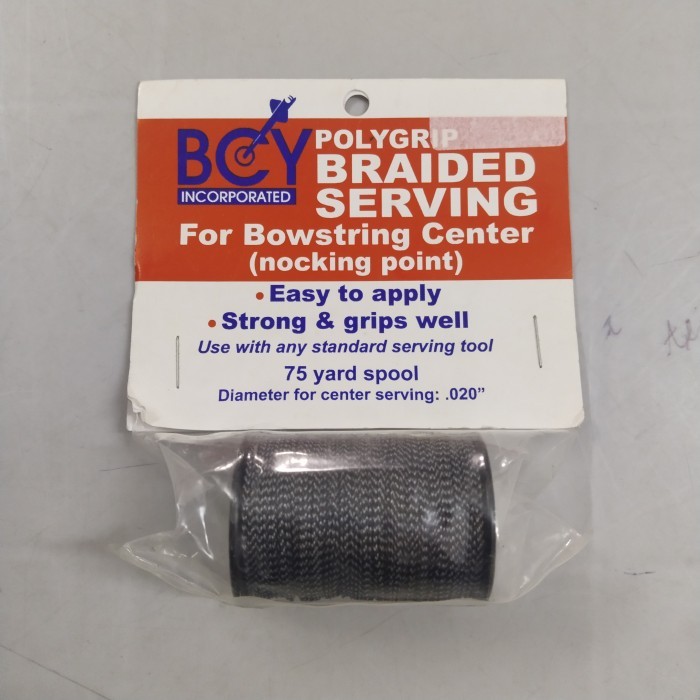 BCY
INCORPORATED
POLYGRIP
BRAIDED
SERVING
For Bowstring Center
(nocking point)
• Easy to apply
• Strong & grips well
Use with any standard serving tool
75 yard spool
Diameter for center serving: .020"